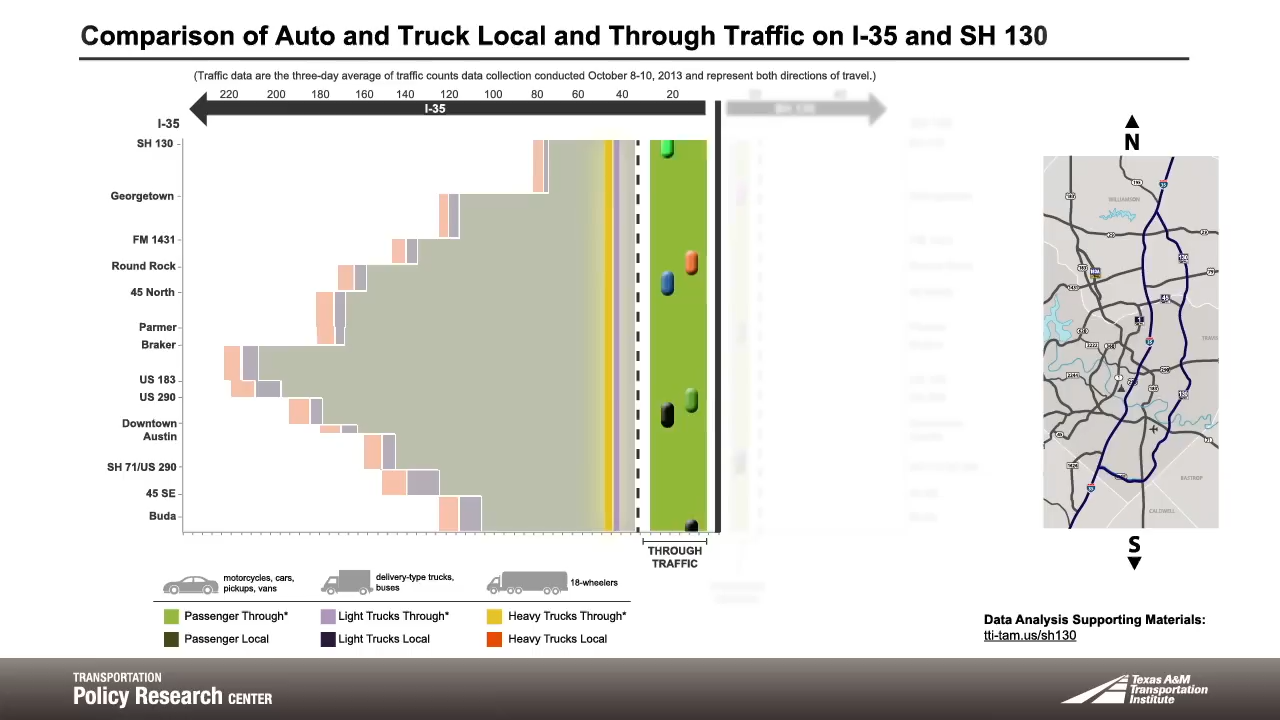 Comparison of Auto and Truck Local and Through Traffic on I-35 and SH 130
(Traffic data are the three-day average of traffic counts data collection conducted October 8-10, 2013 and represent both directions of travel.)
220 200 180 160 140 120 100 80 60 40 20
I-35
I-35
SH 130
Georgetown
FM 1431
Round Rock
45 North
Parmer
Braker
US 183
US 290
Downtown
Austin
SH 71/US 290
45 SE
Buda
THROUGH
TRAFFIC
N
WILLIAMSON
BASTROP
CALDWELL
S
motorcycles, cars,
pickups, vans
delivery-type trucks,
buses
18-wheelers
Passenger Through*
Light Trucks Through*
Heavy Trucks Through*
Passenger Local
Light Trucks Local
Heavy Trucks Local
Data Analysis Supporting Materials:
tti-tam.us/sh130
TRANSPORTATION
Policy Research CENTER
Texas A&M
Transportation
Institute